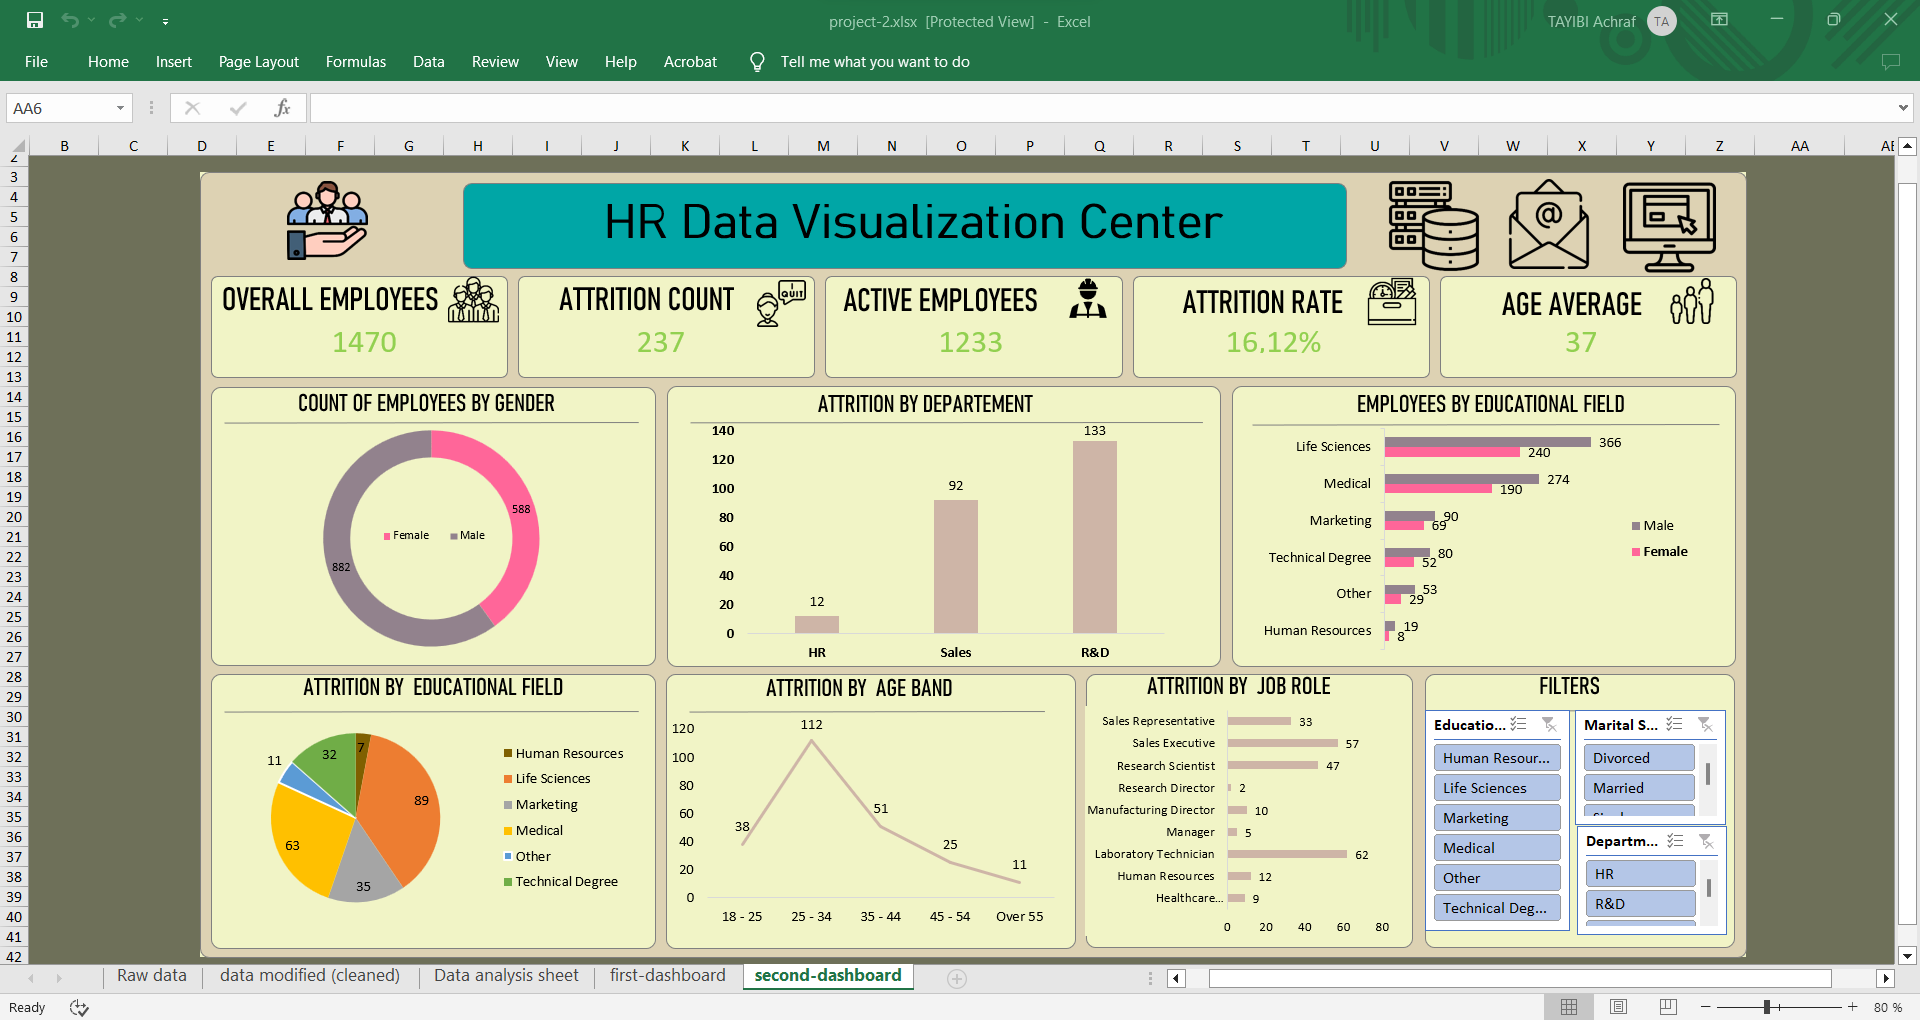 project-2.xlsx [Protected View] - Excel
TAYIBI Achraf
TA
File Home Insert Page Layout Formulas Data Review View Help Acrobat Tell me what you want to do
AA6
fx
B C D E F G H I J K L M N O P Q R S T U V W X Y Z AA
2
3
4
5
6
7
8
9
10
11
12
13
14
15
16
17
18
19
20
21
22
23
24
25
26
27
28
29
30
31
32
33
34
35
36
37
38
39
40
41
42
HR Data Visualization Center
@
OVERALL EMPLOYEES
1470
ATTRITION COUNT
I QUIT
237
ACTIVE EMPLOYEES
1233
ATTRITION RATE
16,12%
AGE AVERAGE
37
COUNT OF EMPLOYEES BY GENDER
588
Female Male
882
ATTRITION BY DEPARTEMENT
140
120
100
80
60
40
20
0
12
92
133
HR Sales R&D
EMPLOYEES BY EDUCATIONAL FIELD
Life Sciences 366
240
Medical 274
190
Marketing 90
69
Technical Degree 80
52
Other 53
29
Human Resources 19
8
Male
Female
ATTRITION BY EDUCATIONAL FIELD
7
89
35
63
11
32
Human Resources
Life Sciences
Marketing
Medical
Other
Technical Degree
ATTRITION BY AGE BAND
120
100
80
60
40
20
0
38
112
51
25
11
18 - 25 25 - 34 35 - 44 45 - 54 Over 55
ATTRITION BY JOB ROLE
Sales Representative 33
Sales Executive 57
Research Scientist 47
Research Director 2
Manufacturing Director 10
Manager 5
Laboratory Technician 62
Human Resources 12
Healthcare... 9
0 20 40 60 80
FILTERS
Educatio...
Human Resour...
Life Sciences
Marketing
Medical
Other
Technical Deg...
Marital S...
Divorced
Married
Departm...
HR
R&D
Raw data data modified (cleaned) Data analysis sheet first-dashboard second-dashboard
Ready
80 %